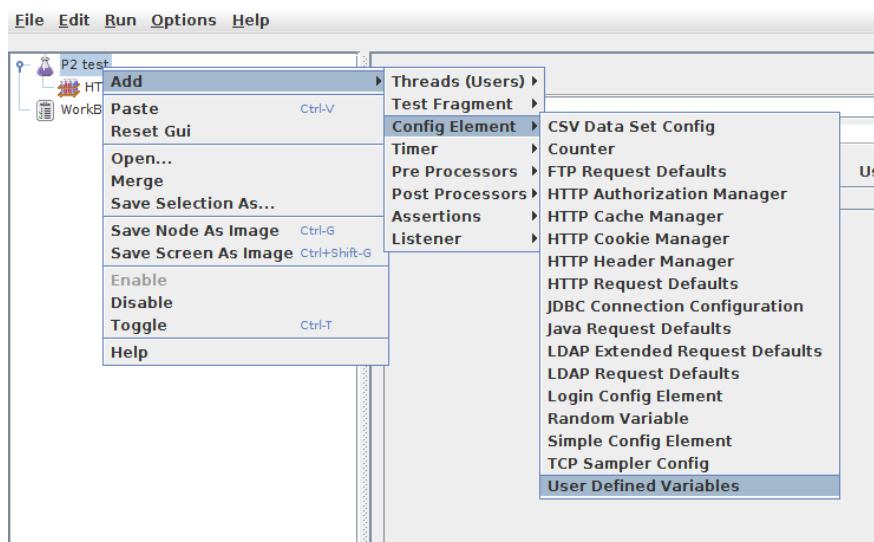 File Edit Run Options Help
P2 test
HT
WorkB
Add
Paste Ctrl-V
Reset Gui
Open...
Merge
Save Selection As...
Save Node As Image Ctrl-G
Save Screen As Image Ctrl+Shift-G
Enable
Disable
Toggle Ctrl-T
Help
Threads (Users)
Test Fragment
Config Element
Timer
Pre Processors
Post Processors
Assertions
Listener
CSV Data Set Config
Counter
FTP Request Defaults
HTTP Authorization Manager
HTTP Cache Manager
HTTP Cookie Manager
HTTP Header Manager
HTTP Request Defaults
JDBC Connection Configuration
Java Request Defaults
LDAP Extended Request Defaults
LDAP Request Defaults
Login Config Element
Random Variable
Simple Config Element
TCP Sampler Config
User Defined Variables
Us